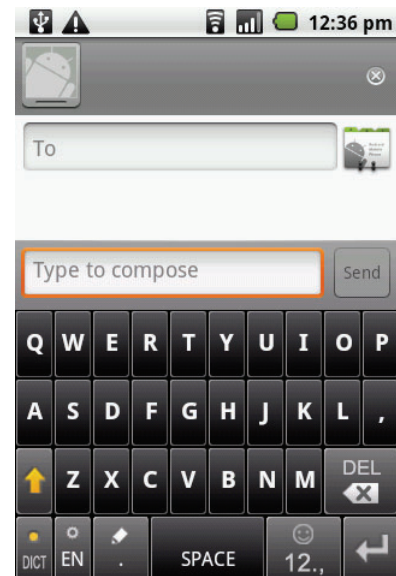 12:36 pm
To
Type to compose
Send
Q W E R T Y U I O P
A S D F G H J K L ,
Z X C V B N M DEL
DICT EN . SPACE 12.,